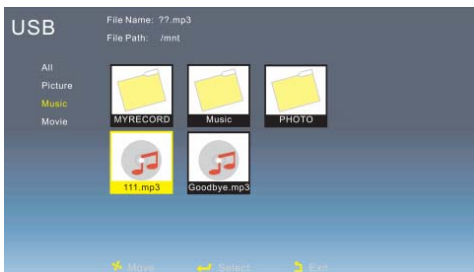 USB
File Name: ??.mp3
File Path: /mnt
All
Picture
Music
Movie
MYRECORD
Music
PHOTO
111.mp3
Goodbye.mp3
Move Select Exit